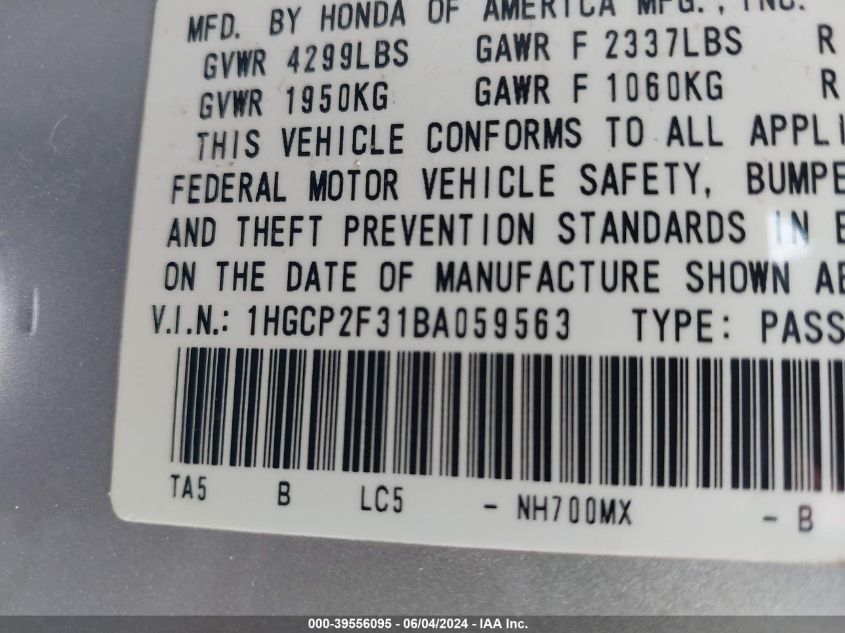 MFD. BY HONDA OF AMERICA MFG., INC.
GVWR 4299LBS GAWR F 2337LBS R
GVWR 1950KG GAWR F 1060KG R
THIS VEHICLE CONFORMS TO ALL APPLI
FEDERAL MOTOR VEHICLE SAFETY, BUMPE
AND THEFT PREVENTION STANDARDS IN E
ON THE DATE OF MANUFACTURE SHOWN AB
V.I.N.: 1HGCP2F31BA059563 TYPE: PASS
TA5 B LC5 - NH700MX - B
000-39556095 - 06/04/2024 - IAA Inc.